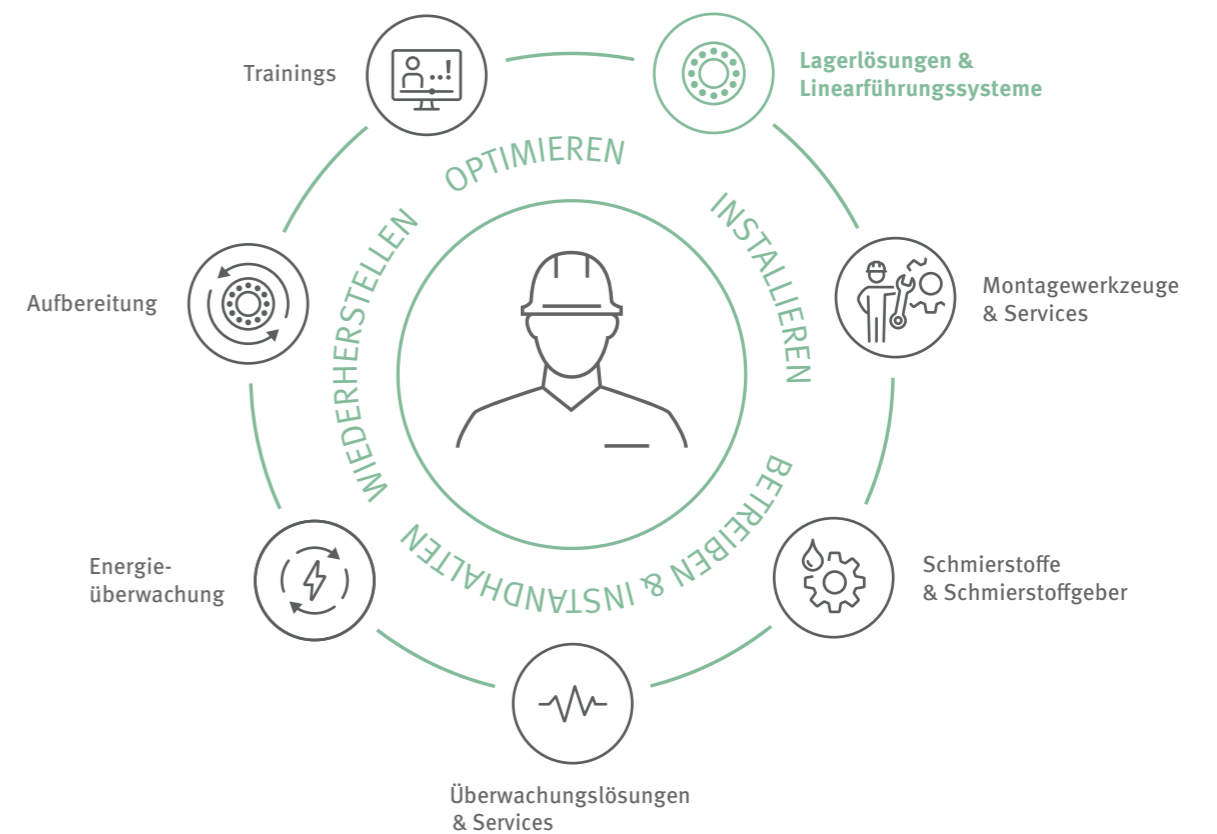 Lagerlösungen &
Linearführungssysteme
Montagewerkzeuge
& Services
Schmierstoffe
& Schmierstoffgeber
Überwachungslösungen
& Services
Energie-
überwachung
Aufbereitung
Trainings
...!
OPTIMIEREN
INSTALLIEREN
BETREIBEN & INSTANDHALTEN
WIEDERHERSTELLEN